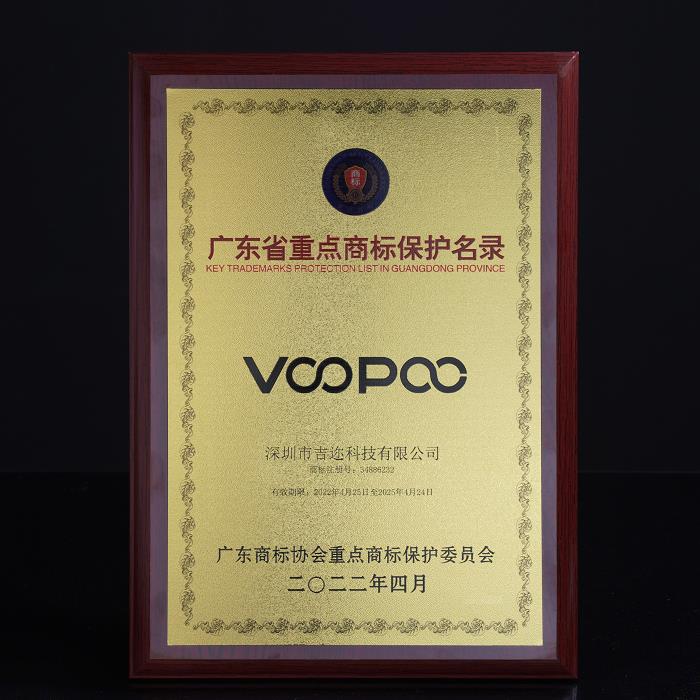 商标
广东省重点商标保护名录
KEY TRADEMARKS PROTECTION LIST IN GUANGDONG PROVINCE
VOOPOO
深圳市吉迩科技有限公司
商标注册号：34886232
有效期限：2022年4月25日至2025年4月24日
广东商标协会重点商标保护委员会
二〇二二年四月